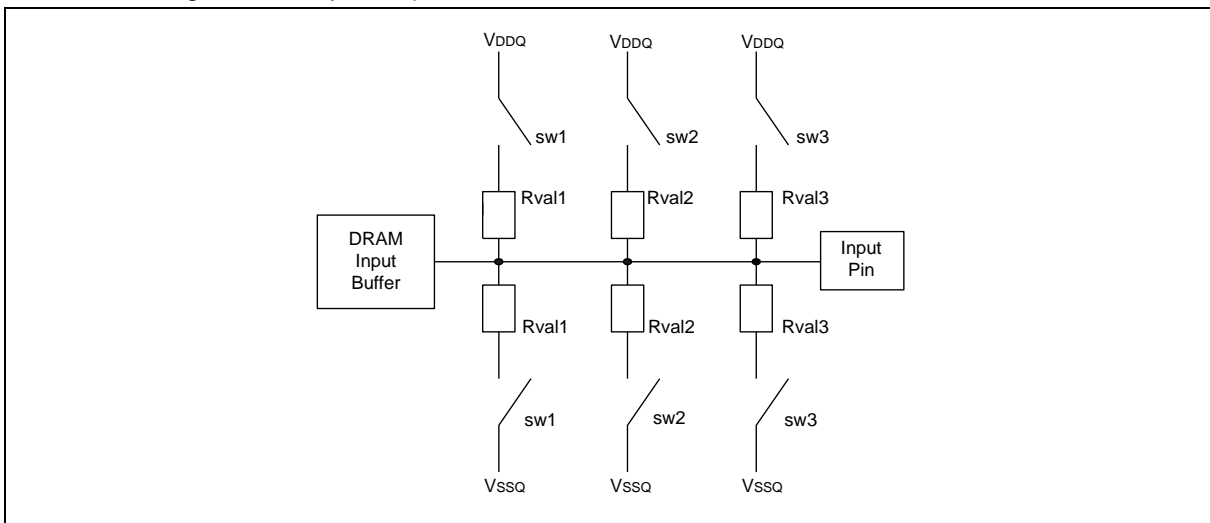 VDDQ VDDQ VDDQ
sw1 sw2 sw3
Rval1 Rval2 Rval3
DRAM
Input
Buffer
Input
Pin
Rval1 Rval2 Rval3
sw1 sw2 sw3
VSSQ VSSQ VSSQ